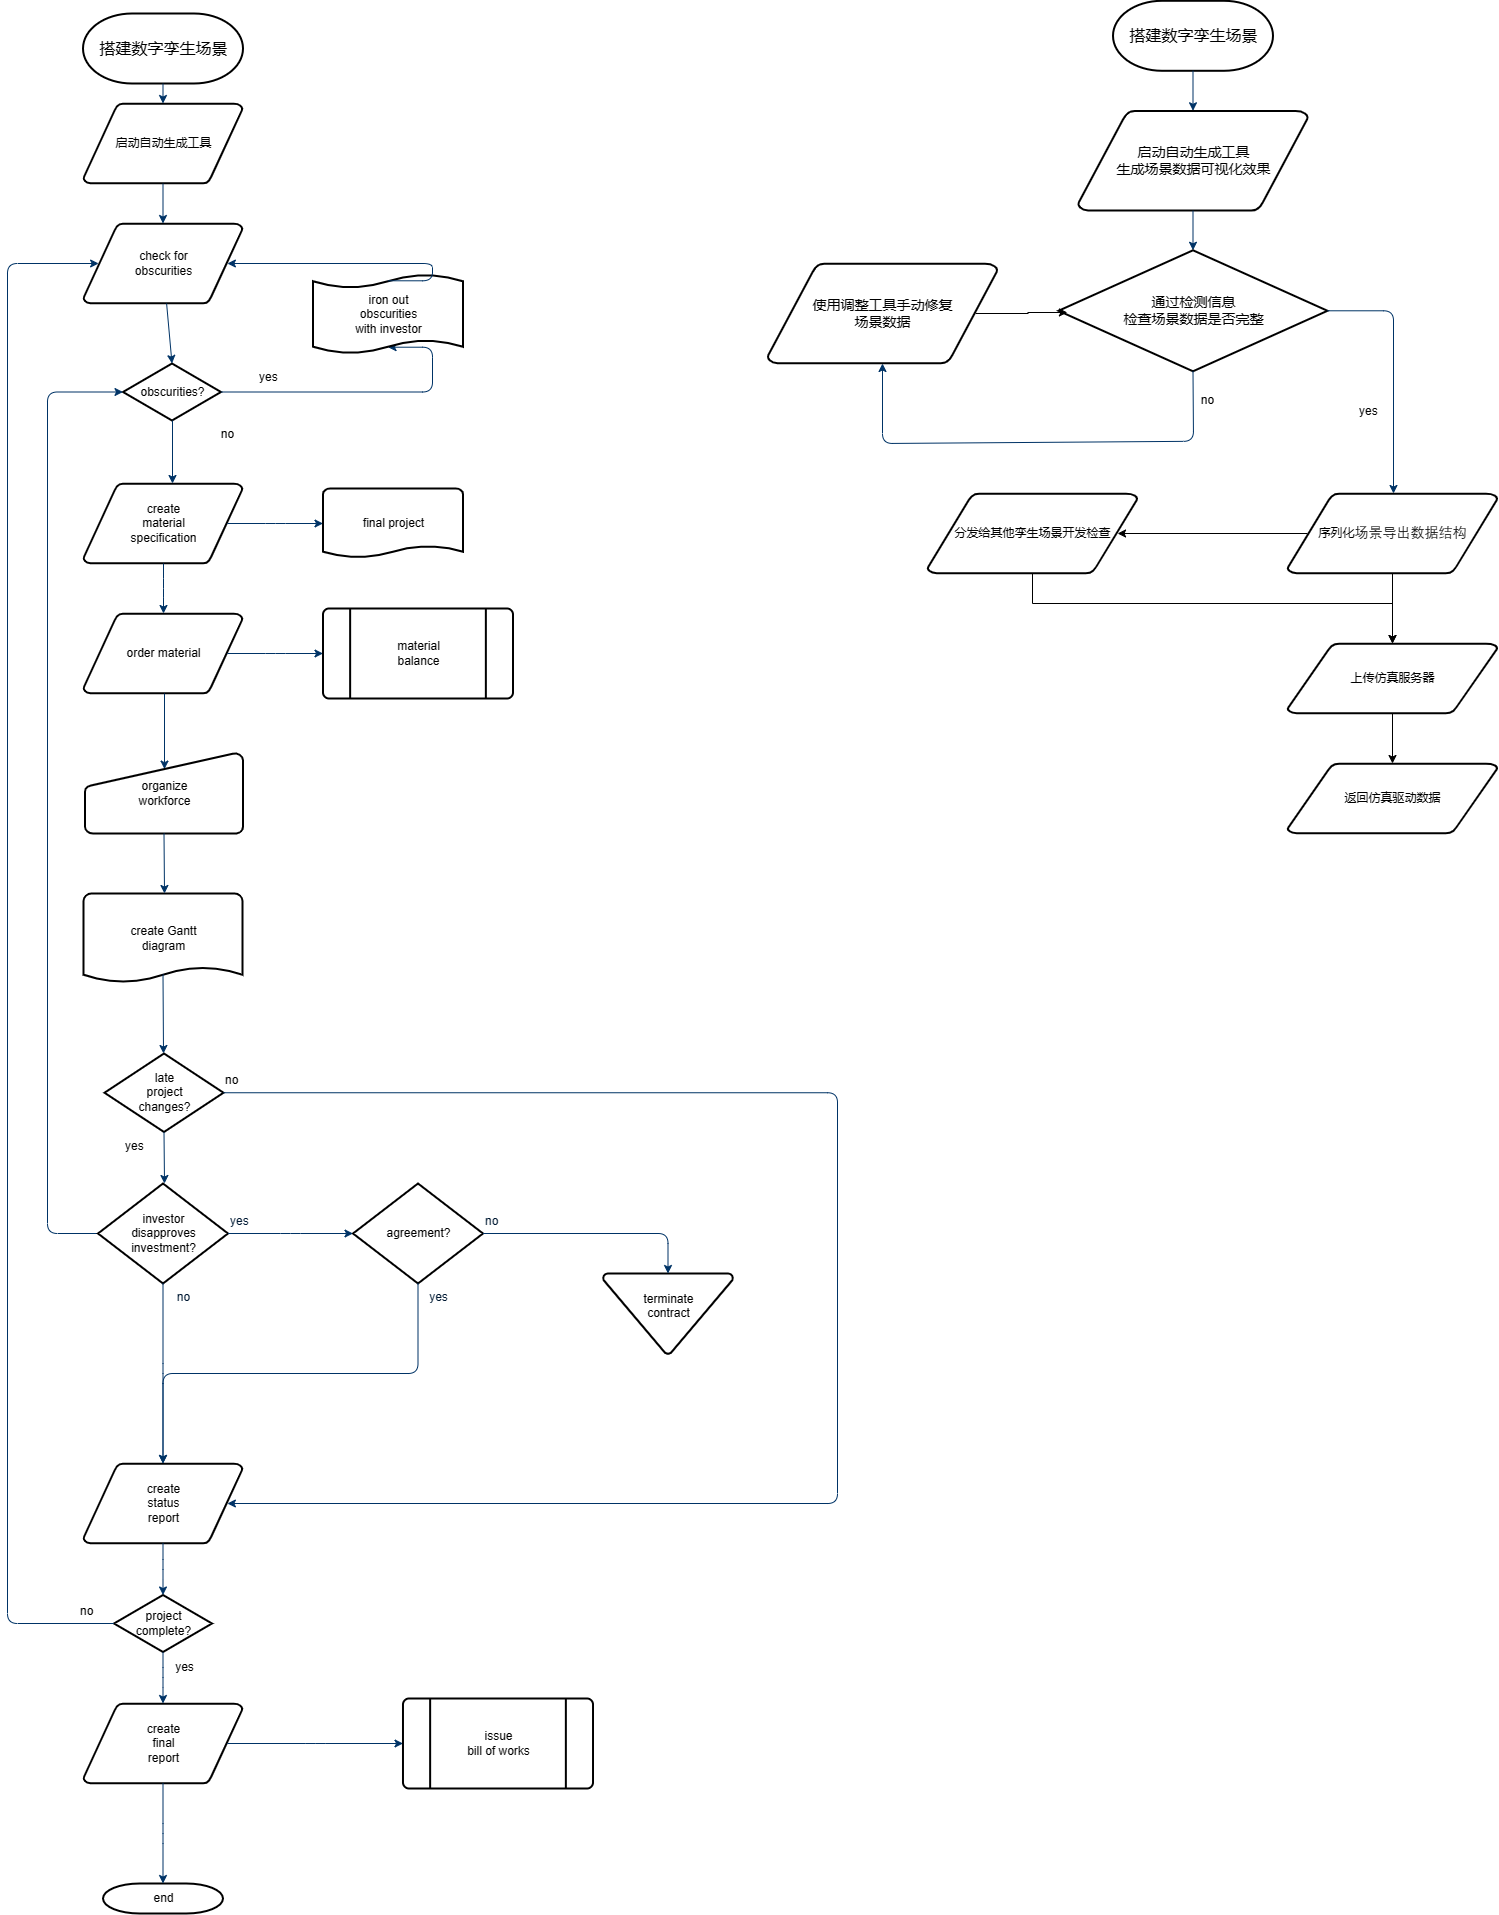 搭建数字孪生场景
启动自动生成工具
check for
obscurities
iron out
obscurities
with investor
obscurities?
yes
no
create
material
specification
final project
order material
material
balance
organize
workforce
create Gantt
diagram
late
project
changes?
no
yes
investor
disapproves
investment?
yes
no
agreement?
no
yes
terminate
contract
create
status
report
project
complete?
no
yes
create
final
report
issue
bill of works
end
搭建数字孪生场景
启动自动生成工具
生成场景数据可视化效果
使用调整工具手动修复
场景数据
通过检测信息
检查场景数据是否完整
no
yes
分发给其他孪生场景开发检查
序列化场景导出数据结构
上传仿真服务器
返回仿真驱动数据